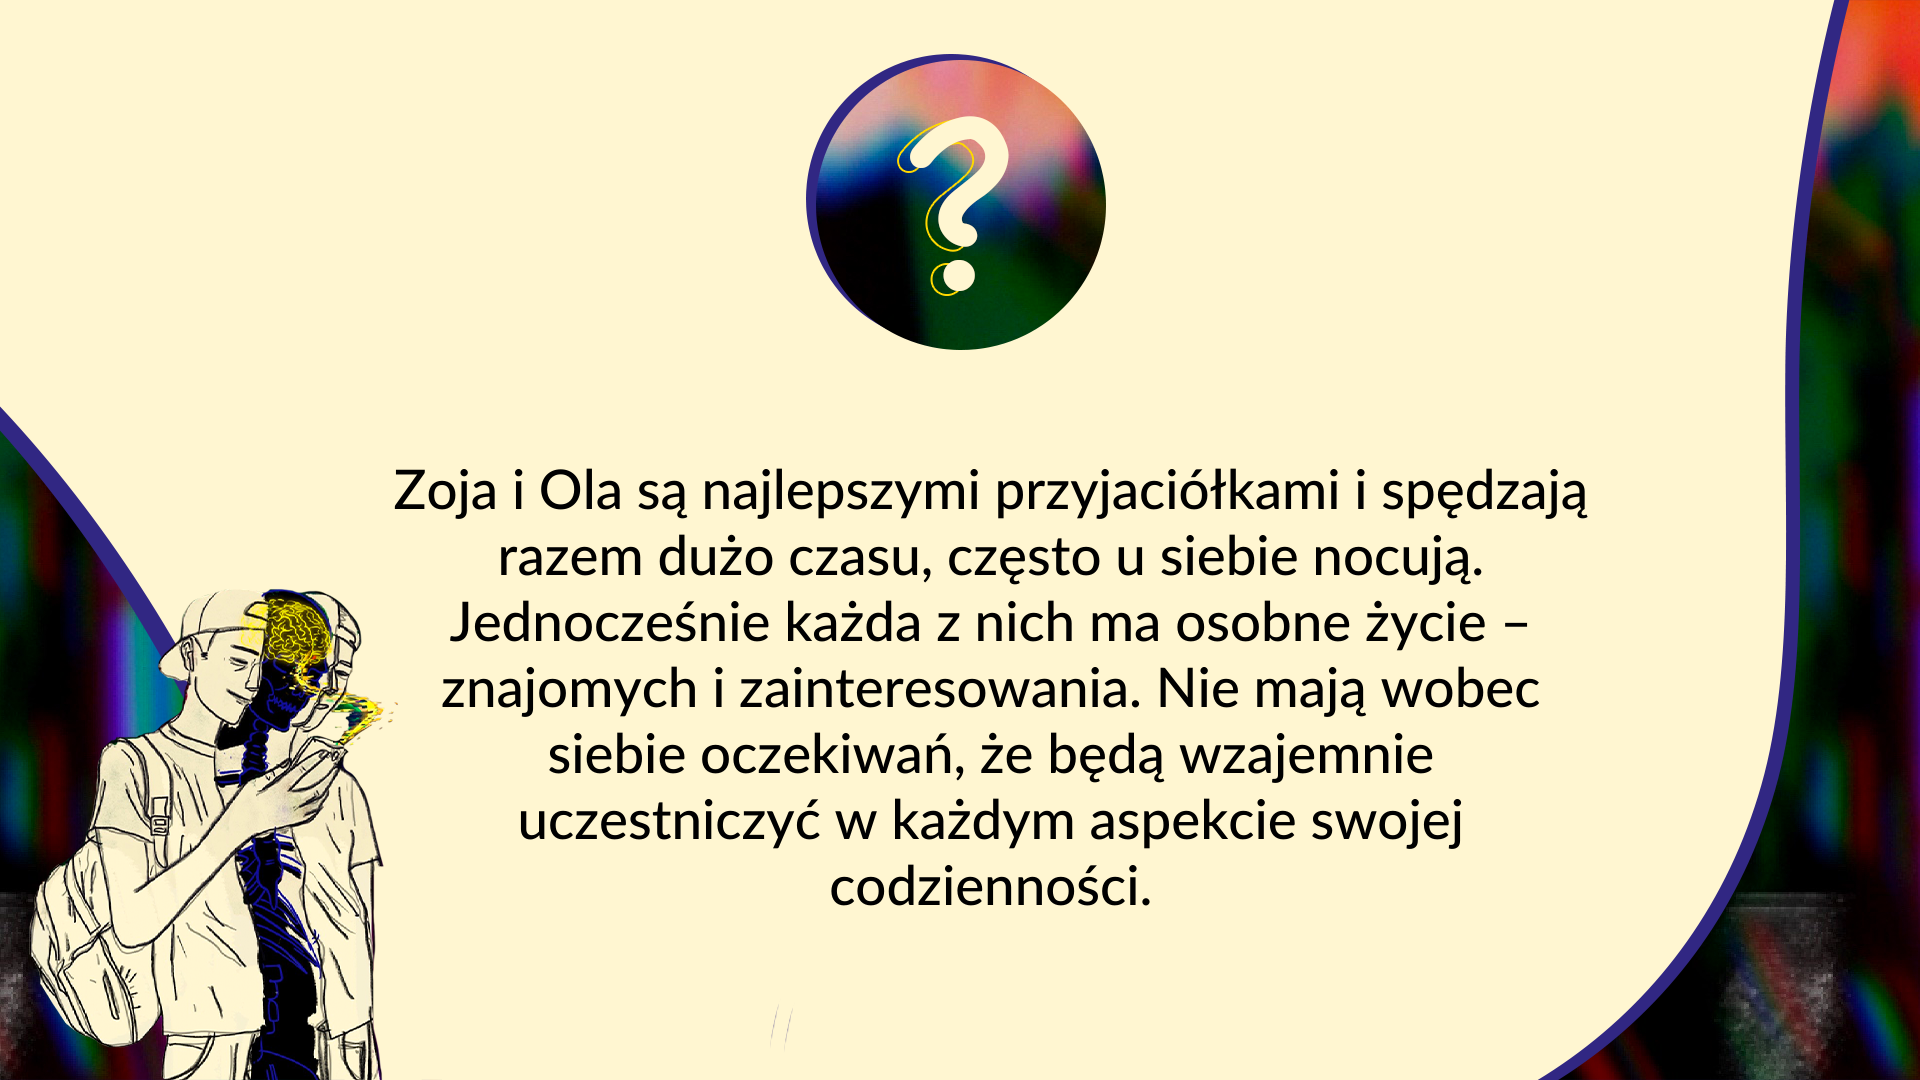 ?
Zoja i Ola są najlepszymi przyjaciółkami i spędzają
razem dużo czasu, często u siebie nocują.
Jednocześnie każda z nich ma osobne życie –
znajomych i zainteresowania. Nie mają wobec
siebie oczekiwań, że będą wzajemnie
uczestniczyć w każdym aspekcie swojej
codzienności.